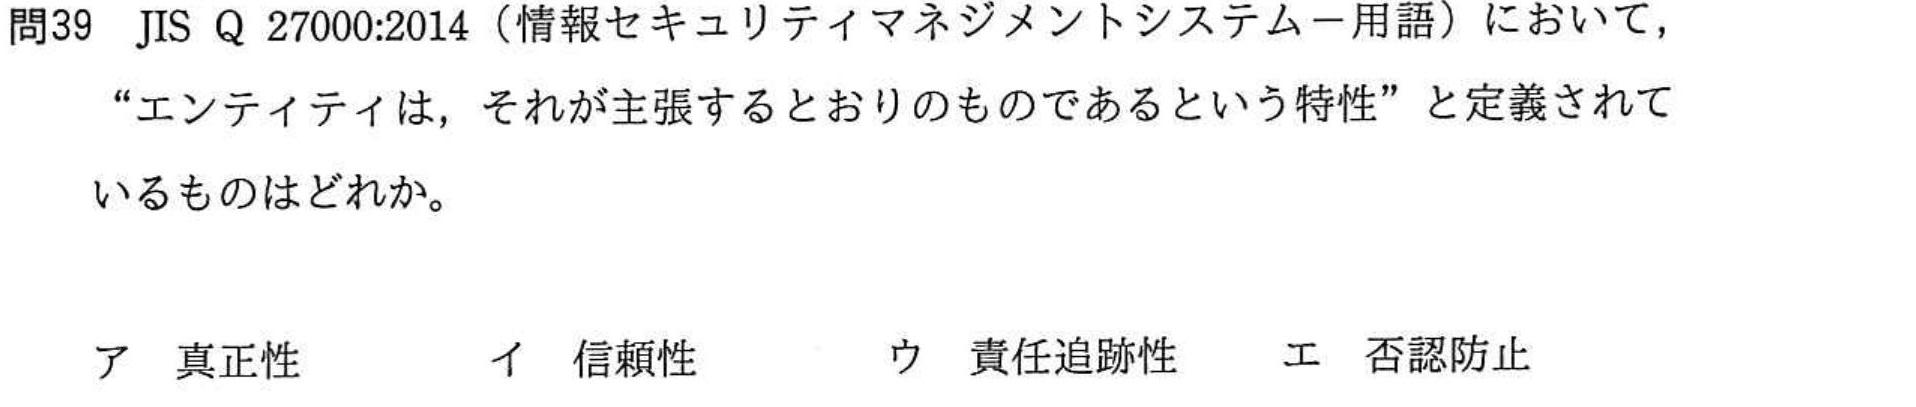 問39 JIS Q 27000:2014（情報セキュリティマネジメントシステム－用語）において，
“エンティティは，それが主張するとおりのものであるという特性”と定義されて
いるものはどれか。
ア 真正性 イ 信頼性 ウ 責任追跡性 エ 否認防止